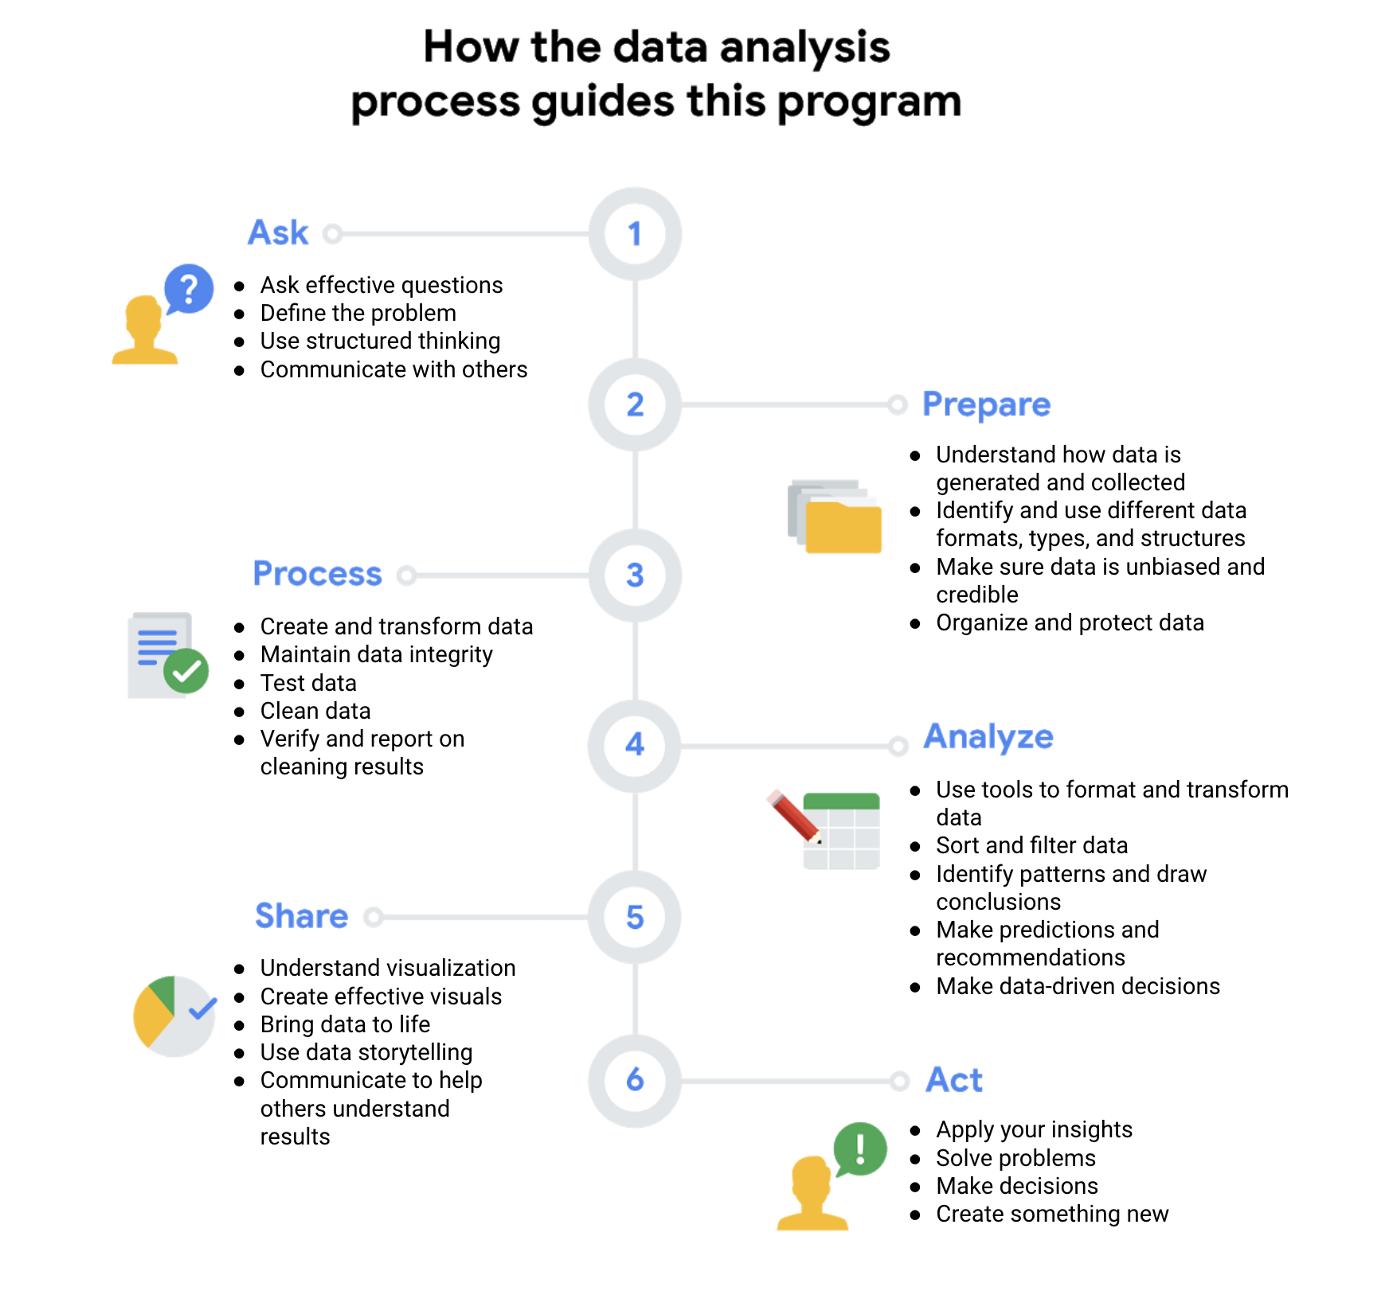 How the data analysis
process guides this program
1
Ask
?
● Ask effective questions
● Define the problem
● Use structured thinking
● Communicate with others
2
Prepare
● Understand how data is
generated and collected
● Identify and use different data
formats, types, and structures
● Make sure data is unbiased and
credible
● Organize and protect data
3
Process
● Create and transform data
● Maintain data integrity
● Test data
● Clean data
● Verify and report on
cleaning results
4
Analyze
● Use tools to format and transform
data
● Sort and filter data
● Identify patterns and draw
conclusions
● Make predictions and
recommendations
● Make data-driven decisions
5
Share
● Understand visualization
● Create effective visuals
● Bring data to life
● Use data storytelling
● Communicate to help
others understand
results
6
Act
!
● Apply your insights
● Solve problems
● Make decisions
● Create something new